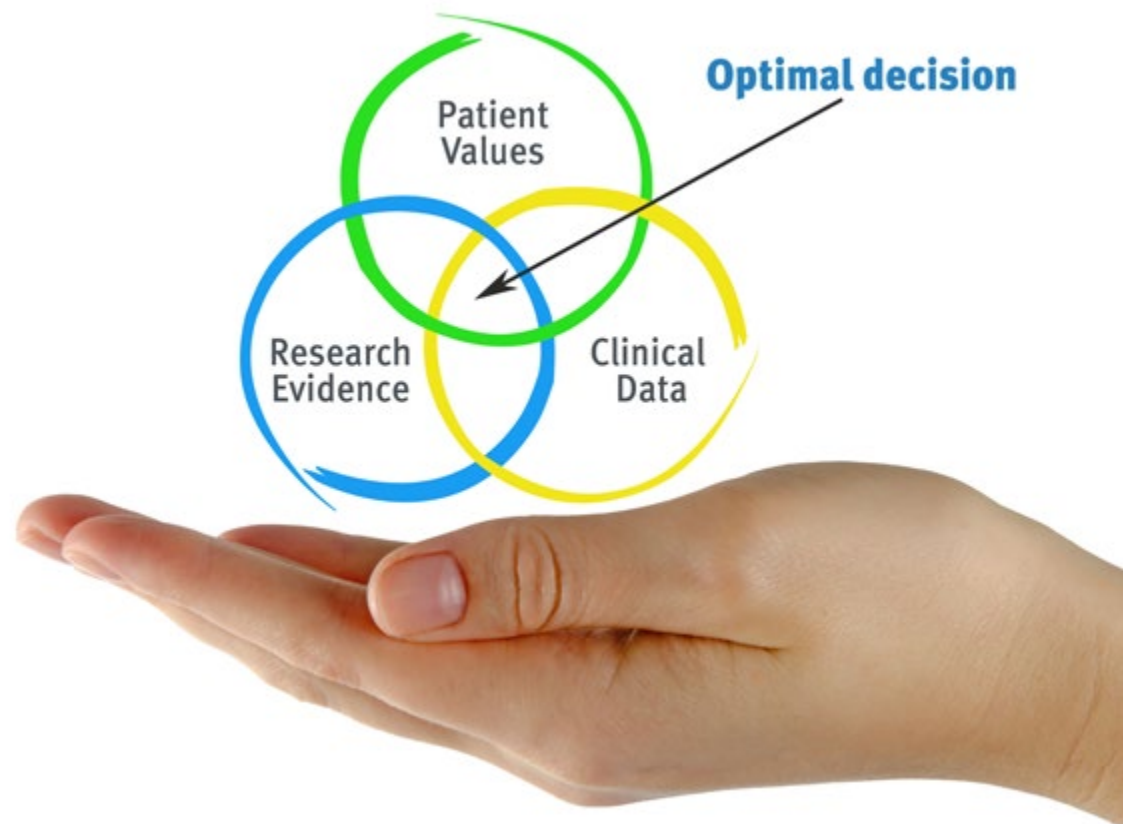 Optimal decision
Patient
Values
Research
Evidence
Clinical
Data